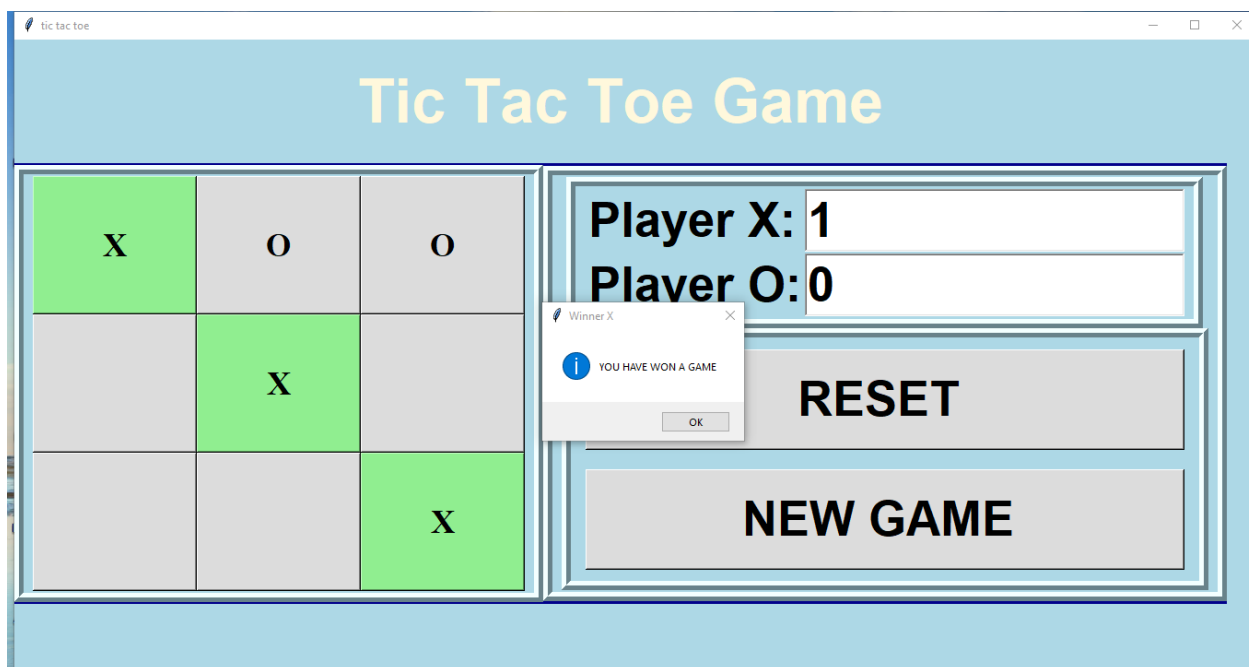 tic tac toe
Tic Tac Toe Game
X O O
X
X
Player X: 1
Player O: 0
Winner X
YOU HAVE WON A GAME
OK
RESET
NEW GAME